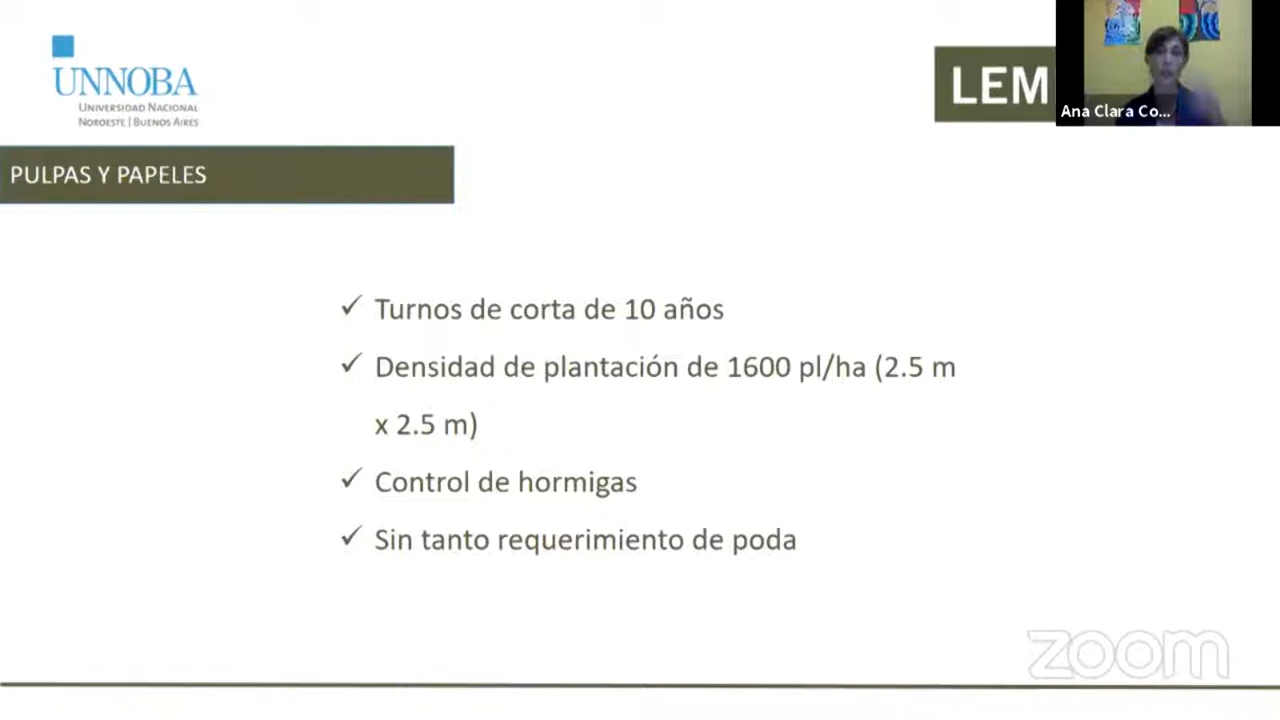 UNNOBA
UNIVERSIDAD NACIONAL
NOROESTE | BUENOS AIRES
LEM
Ana Clara Co...
PULPAS Y PAPELES
✓ Turnos de corta de 10 años
✓ Densidad de plantación de 1600 pl/ha (2.5 m
x 2.5 m)
✓ Control de hormigas
✓ Sin tanto requerimiento de poda
zoom